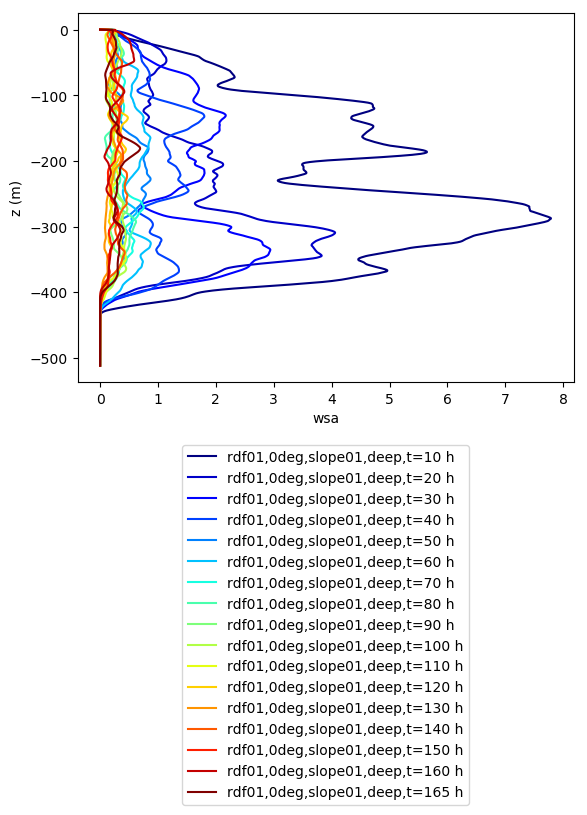 0
−100
−200
−300
−400
−500
z (m)
0 1 2 3 4 5 6 7 8
wsa
rdf01,0deg,slope01,deep,t=10 h
rdf01,0deg,slope01,deep,t=20 h
rdf01,0deg,slope01,deep,t=30 h
rdf01,0deg,slope01,deep,t=40 h
rdf01,0deg,slope01,deep,t=50 h
rdf01,0deg,slope01,deep,t=60 h
rdf01,0deg,slope01,deep,t=70 h
rdf01,0deg,slope01,deep,t=80 h
rdf01,0deg,slope01,deep,t=90 h
rdf01,0deg,slope01,deep,t=100 h
rdf01,0deg,slope01,deep,t=110 h
rdf01,0deg,slope01,deep,t=120 h
rdf01,0deg,slope01,deep,t=130 h
rdf01,0deg,slope01,deep,t=140 h
rdf01,0deg,slope01,deep,t=150 h
rdf01,0deg,slope01,deep,t=160 h
rdf01,0deg,slope01,deep,t=165 h